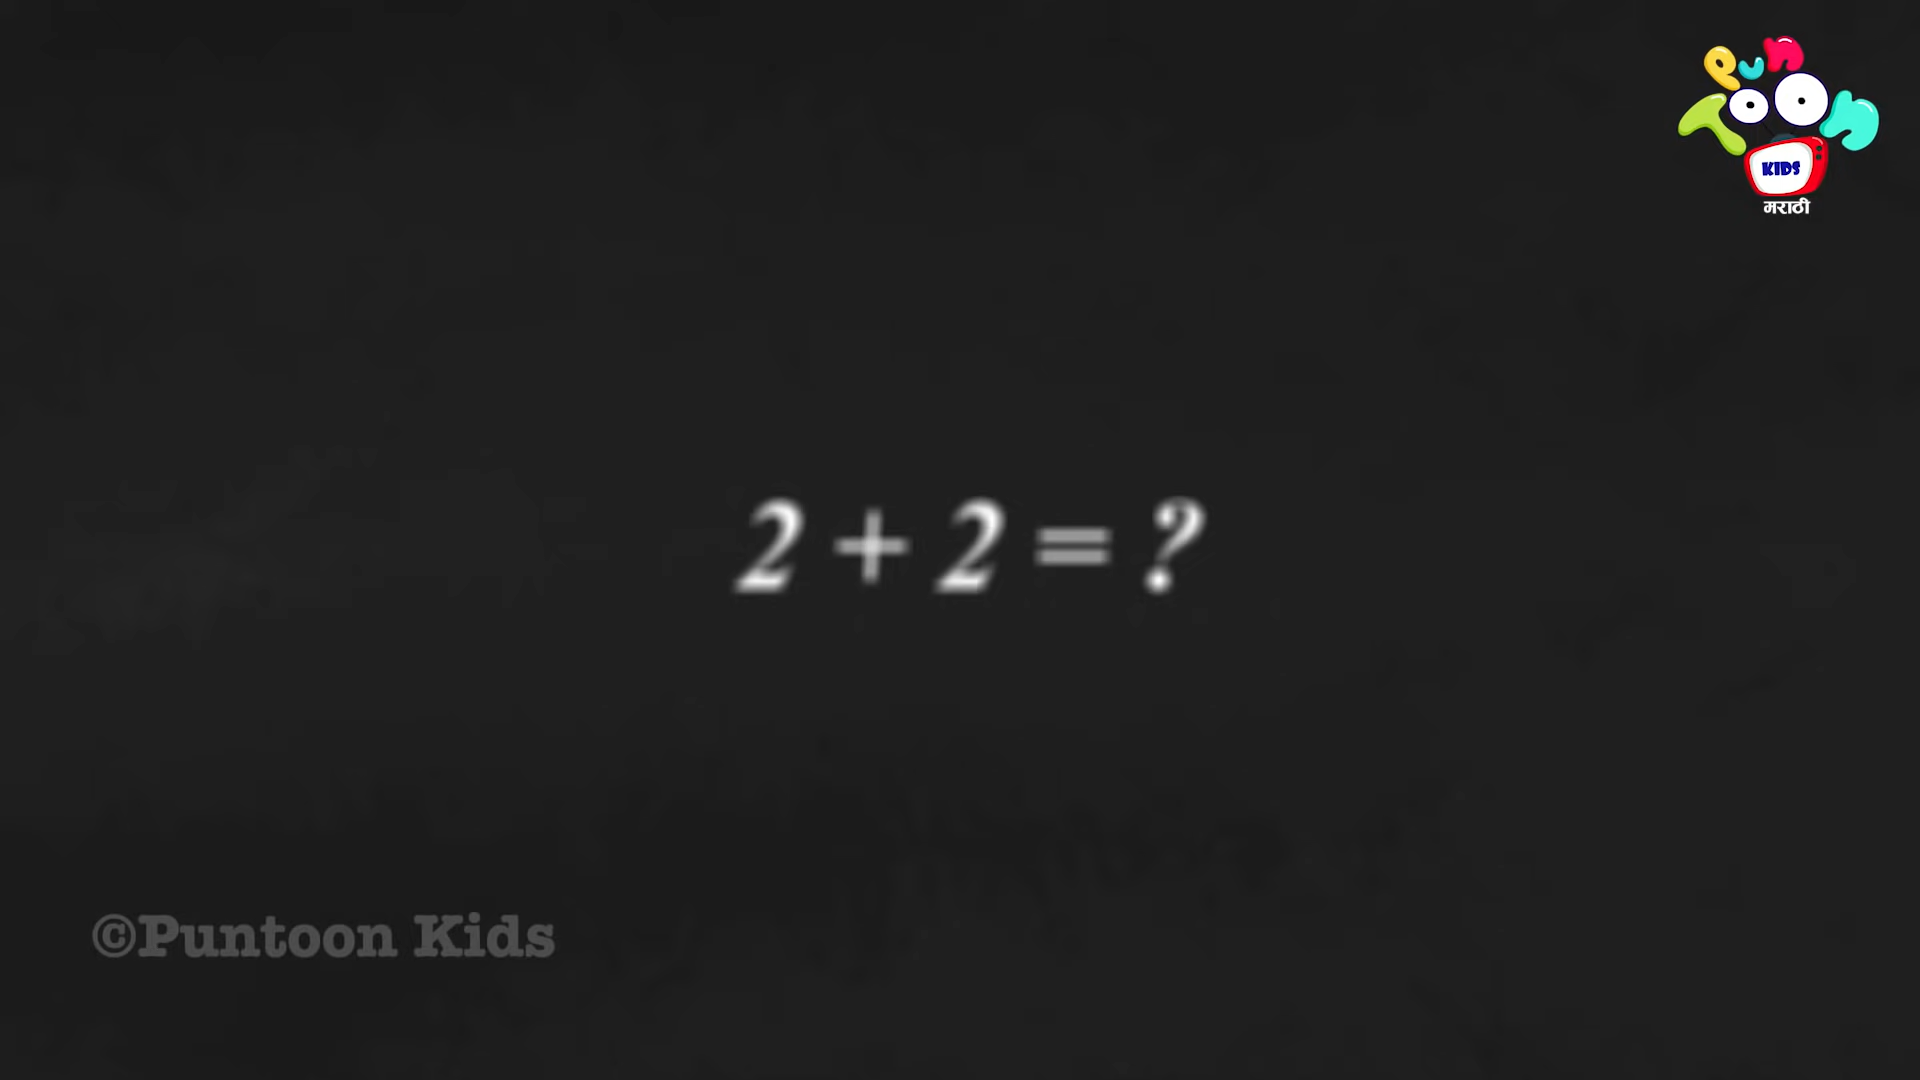 Pun
Toon
KIDS
मराठी
2 + 2 = ?
©Puntoon Kids